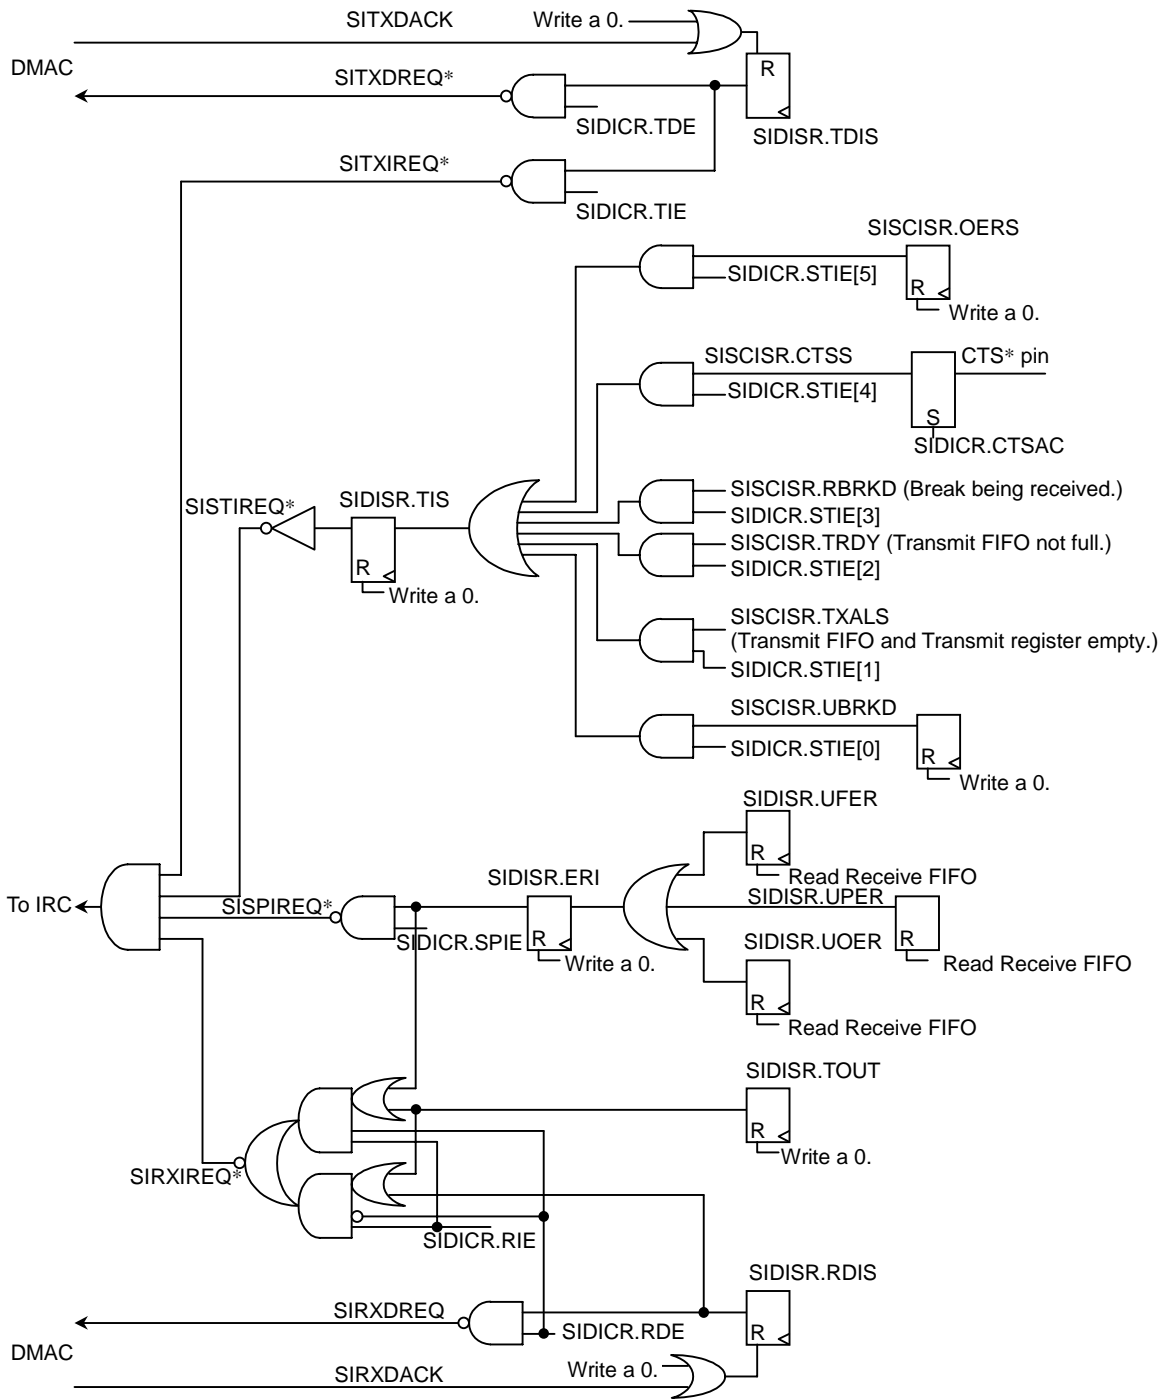 SITXDACK
Write a 0.
DMAC
R
SITXDREQ*
SIDICR.TDE
SIDISR.TDIS
SITXIREQ*
SIDICR.TIE
SISCISR.OERS
SIDICR.STIE[5]
R
Write a 0.
SISCISR.CTSS
CTS* pin
SIDICR.STIE[4]
S
SIDICR.CTSAC
SISTIREQ*
SIDISR.TIS
SISCISR.RBRKD (Break being received.)
SIDICR.STIE[3]
SISCISR.TRDY (Transmit FIFO not full.)
SIDICR.STIE[2]
R
Write a 0.
SISCISR.TXALS
(Transmit FIFO and Transmit register empty.)
SIDICR.STIE[1]
SISCISR.UBRKD
SIDICR.STIE[0]
R
Write a 0.
SIDISR.UFER
R
Read Receive FIFO
SIDISR.ERI
SIDISR.UPER
To IRC
SISPIREQ*
SIDICR.SPIE
R
Write a 0.
SIDISR.UOER
R
Read Receive FIFO
R
Read Receive FIFO
SIDISR.TOUT
R
Write a 0.
SIRXIREQ*
SIDICR.RIE
SIDISR.RDIS
SIRXDREQ
SIDICR.RDE
R
DMAC
Write a 0.
SIRXDACK